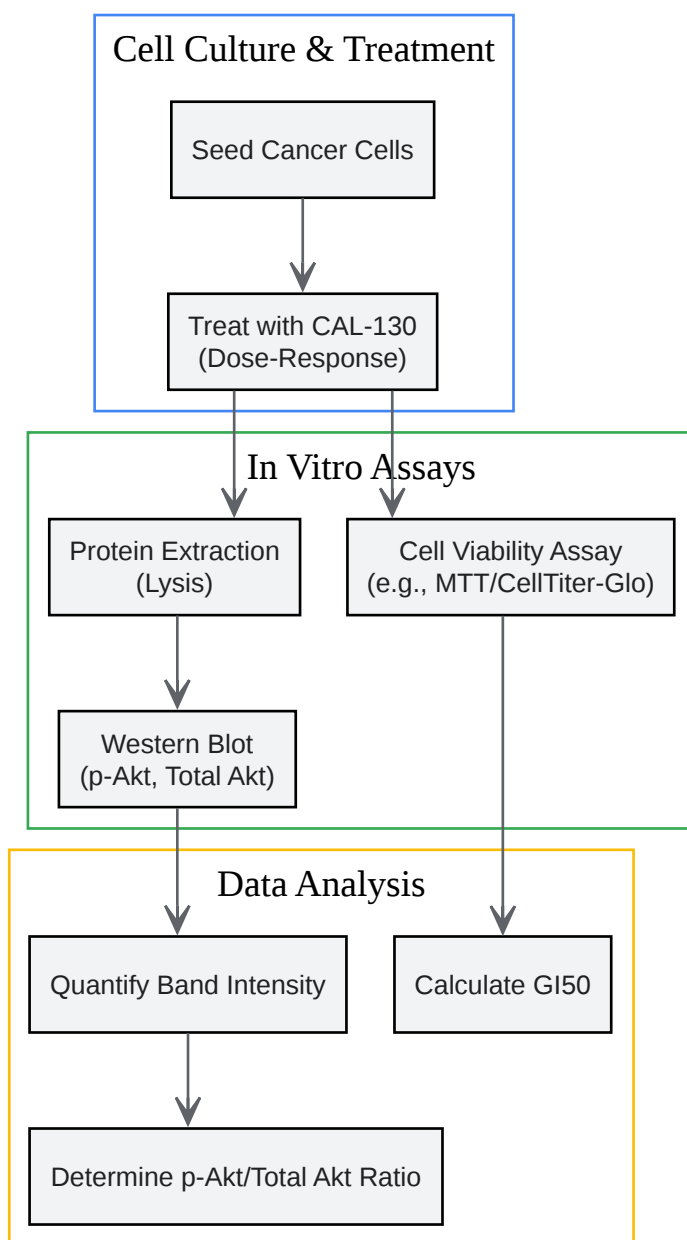 Cell Culture & Treatment
Seed Cancer Cells
Treat with CAL-130
(Dose-Response)
In Vitro Assays
Protein Extraction
(Lysis)
Cell Viability Assay
(e.g., MTT/CellTiter-Glo)
Western Blot
(p-Akt, Total Akt)
Data Analysis
Quantify Band Intensity
Calculate GI50
Determine p-Akt/Total Akt Ratio